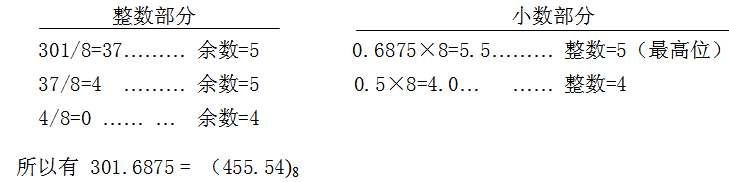 整数部分 小数部分
301/8=37……… 余数=5 0.6875×8=5.5……… 整数=5（最高位）
37/8=4 ……… 余数=5 0.5×8=4.0… …… 整数=4
4/8=0 …… … 余数=4
所以有 301.6875 = （455.54)₈